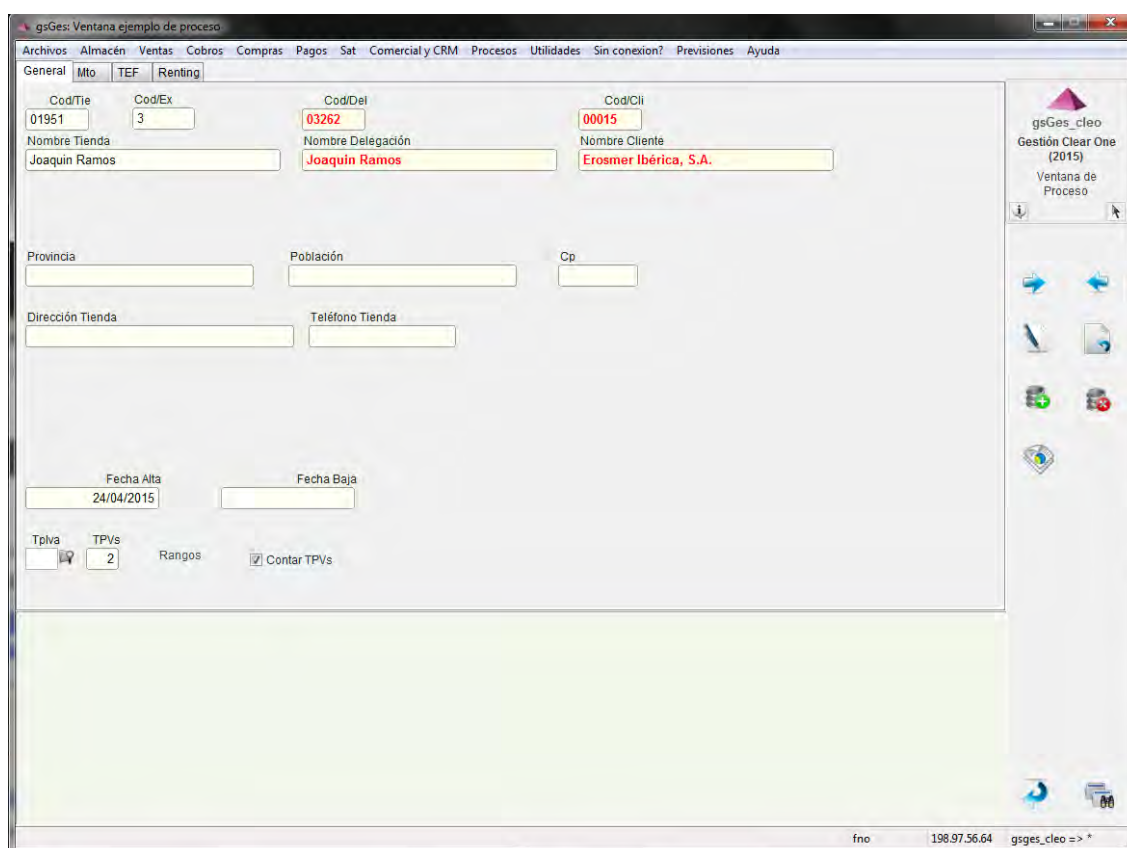 gsGes: Ventana ejemplo de proceso
Archivos Almacén Ventas Cobros Compras Pagos Sat Comercial y CRM Procesos Utilidades Sin conexion? Previsiones Ayuda
General Mto TEF Renting
Cod/Tie Cod/Ex Cod/Del Cod/Cli
01951 3 03262 00015
Nombre Tienda Nombre Delegación Nombre Cliente
Joaquin Ramos Joaquin Ramos Erosmer Ibérica, S.A.
gsGes_cleo
Gestión Clear One
(2015)
Ventana de
Proceso
Provincia Población Cp
Dirección Tienda Teléfono Tienda
Fecha Alta Fecha Baja
24/04/2015
TpIva TPVs
2 Rangos Contar TPVs
fno 198.97.56.64 gsges_cleo => *